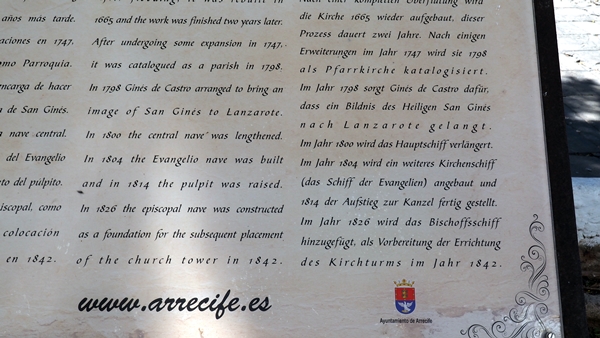 años más tarde.
aciones en 1747,
omo Parroquia.
encarga de hacer
a de San Ginés.
a nave central.
del Evangelio
to del púlpito.
iscopal, como
colocación
en 1842.
1665 and the work was finished two years later.
After undergoing some expansion in 1747,
it was catalogued as a parish in 1798.
In 1798 Ginés de Castro arranged to bring an
image of San Ginés to Lanzarote.
In 1800 the central nave was lengthened.
In 1804 the Evangelio nave was built
and in 1814 the pulpit was raised.
In 1826 the episcopal nave was constructed
as a foundation for the subsequent placement
of the church tower in 1842.
Nach einer kompletten Überflutung wird
die Kirche 1665 wieder aufgebaut, dieser
Prozess dauert zwei Jahre. Nach einigen
Erweiterungen im Jahr 1747 wird sie 1798
als Pfarrkirche katalogisiert.
Im Jahr 1798 sorgt Ginés de Castro dafür,
dass ein Bildnis des Heiligen San Ginés
nach Lanzarote gelangt.
Im Jahr 1800 wird das Hauptschiff verlängert.
Im Jahr 1804 wird ein weiteres Kirchenschiff
(das Schiff der Evangelien) angebaut und
1814 der Aufstieg zur Kanzel fertig gestellt.
Im Jahr 1826 wird das Bischoffsschiff
hinzugefügt, als Vorbereitung der Errichtung
des Kirchturms im Jahr 1842.
www.arrecife.es
Ayuntamiento de Arrecife